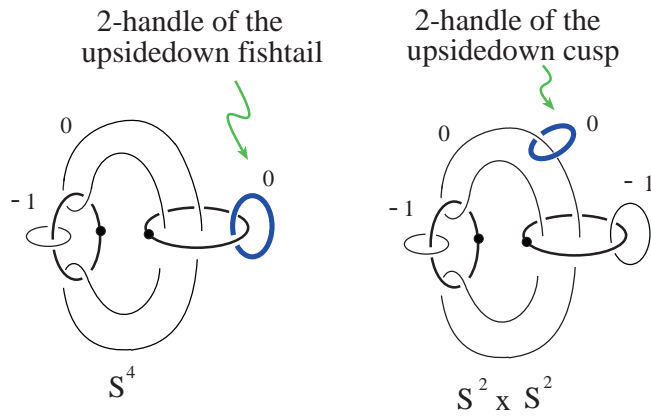 2-handle of the
upsidedown fishtail
0
0
- 1
S⁴
2-handle of the
upsidedown cusp
0
0
- 1
- 1
S² x S²